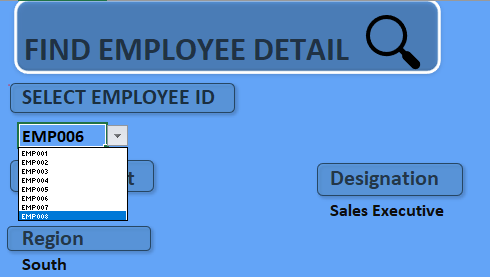 FIND EMPLOYEE DETAIL
SELECT EMPLOYEE ID
EMP006
EMP001
EMP002
EMP003
EMP004
EMP005
EMP006
EMP007
EMP008
Designation
Sales Executive
Region
South